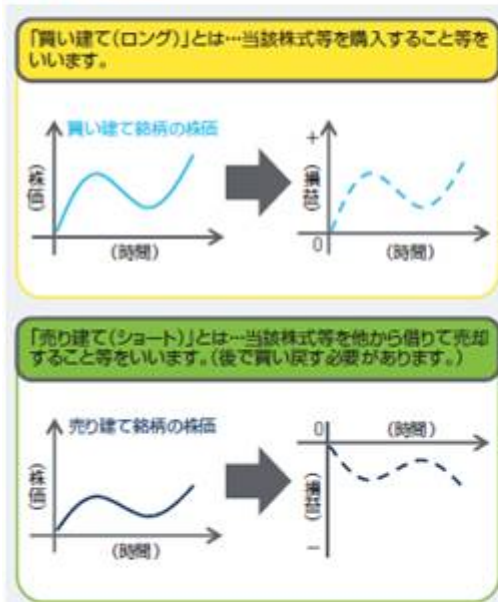 「買い建て(ロング)」とは…当該株式等を購入すること等を
いいます。
買い建て銘柄の株価
(株価)
(時間)
+
(損益)
0
(時間)
「売り建て(ショート)」とは…当該株式等を他から借りて売却
すること等をいいます。(後で買い戻す必要があります。)
売り建て銘柄の株価
(株価)
(時間)
0
(時間)
(損益)
−